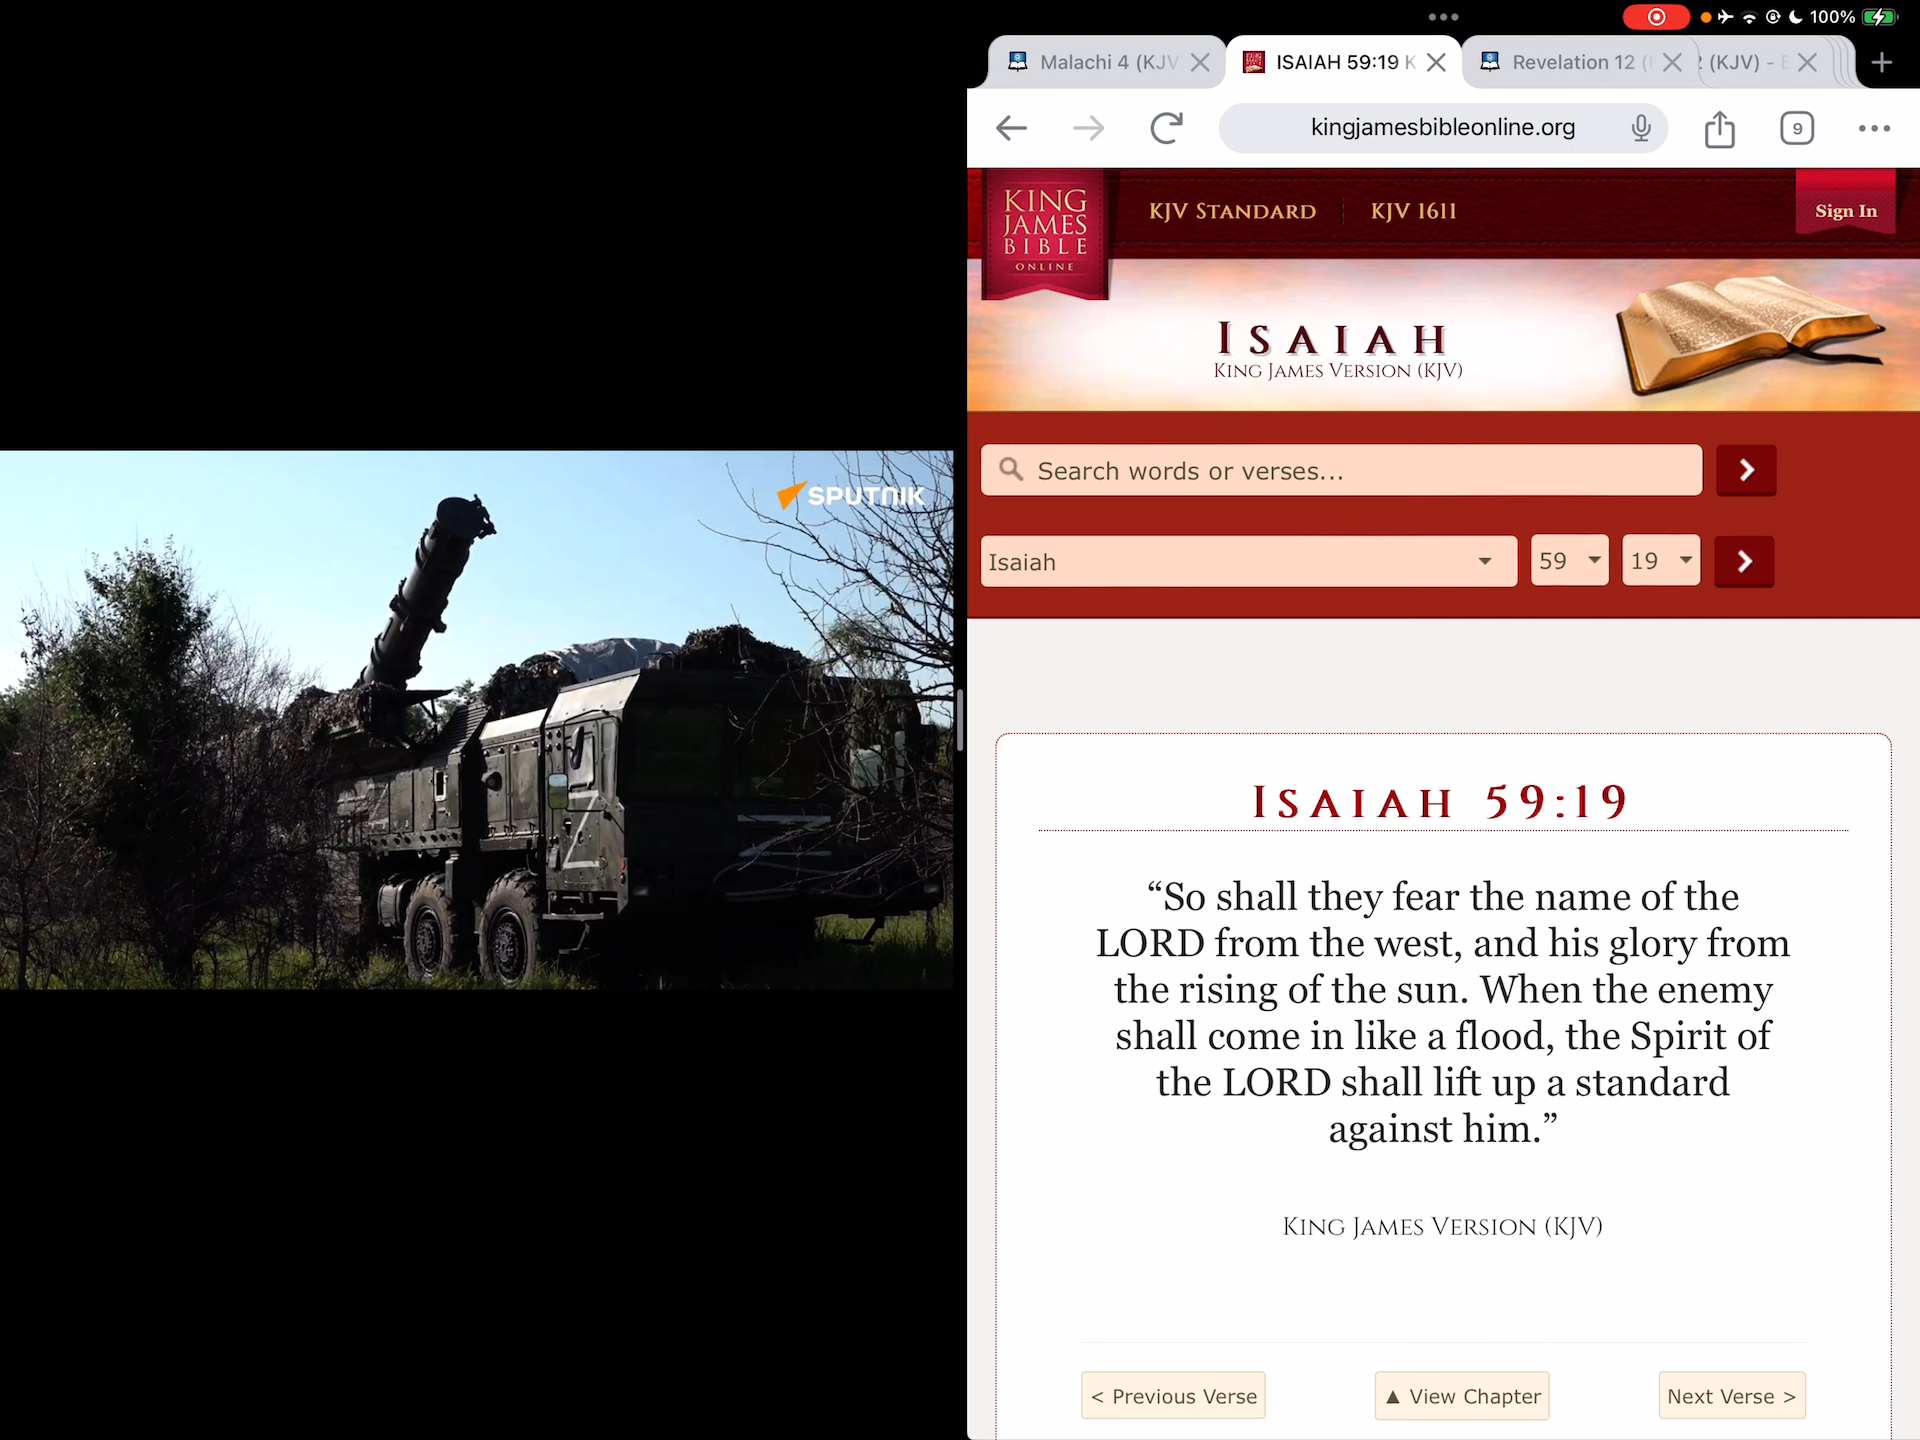 100%
Malachi 4 (KJV
ISAIAH 59:19 K
Revelation 12 (
(KJV) - E
kingjamesbibleonline.org
9
KING
JAMES
BIBLE
ONLINE
KJV STANDARD
KJV 1611
Sign In
ISAIAH
KING JAMES VERSION (KJV)
Search words or verses...
Isaiah
59
19
SPUTNIK
Z
Z
ISAIAH 59:19
“So shall they fear the name of the
LORD from the west, and his glory from
the rising of the sun. When the enemy
shall come in like a flood, the Spirit of
the LORD shall lift up a standard
against him.”
KING JAMES VERSION (KJV)
< Previous Verse
▲ View Chapter
Next Verse >